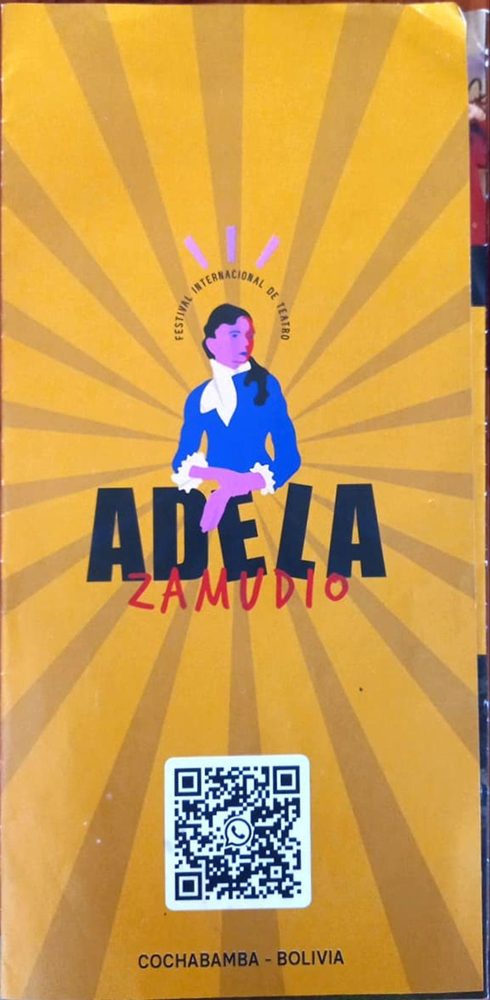 FESTIVAL INTERNACIONAL DE TEATRO
ADELA
ZAMUDIO
COCHABAMBA - BOLIVIA